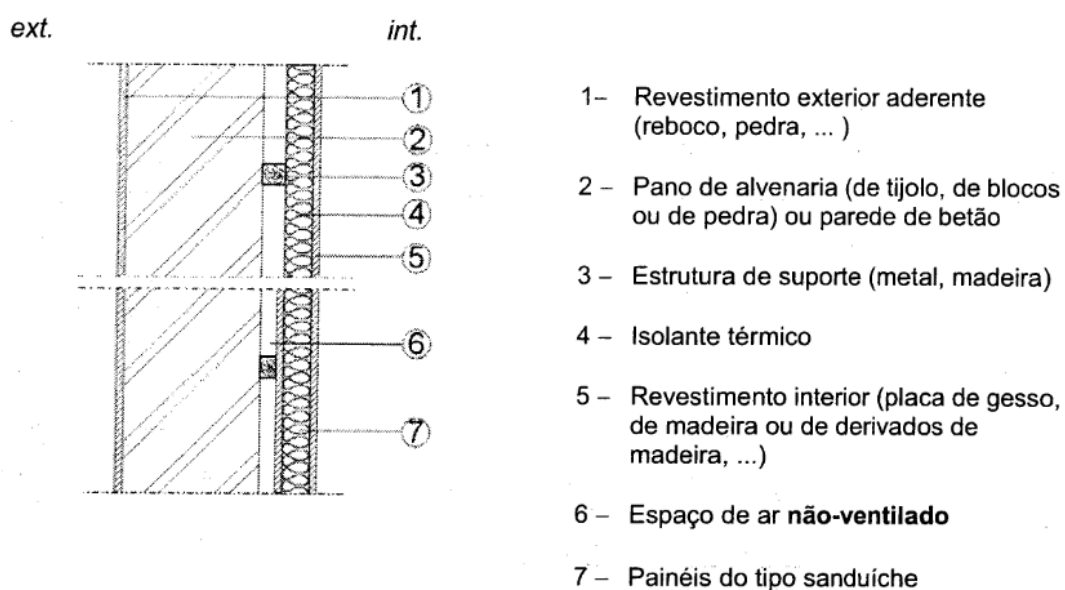 ext.
int.
1
2
3
4
5
6
7
1– Revestimento exterior aderente
(reboco, pedra, ... )
2 – Pano de alvenaria (de tijolo, de blocos
ou de pedra) ou parede de betão
3 – Estrutura de suporte (metal, madeira)
4 – Isolante térmico
5 – Revestimento interior (placa de gesso,
de madeira ou de derivados de
madeira, ...)
6 – Espaço de ar não-ventilado
7 – Painéis do tipo sanduíche